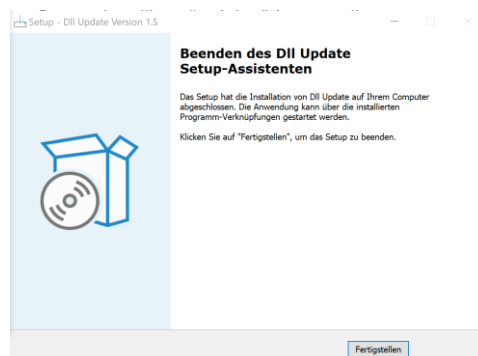 Setup - Dll Update Version 1.5
Beenden des Dll Update
Setup-Assistenten
Das Setup hat die Installation von Dll Update auf Ihrem Computer
abgeschlossen. Die Anwendung kann über die installierten
Programm-Verknüpfungen gestartet werden.
Klicken Sie auf "Fertigstellen", um das Setup zu beenden.
Fertigstellen